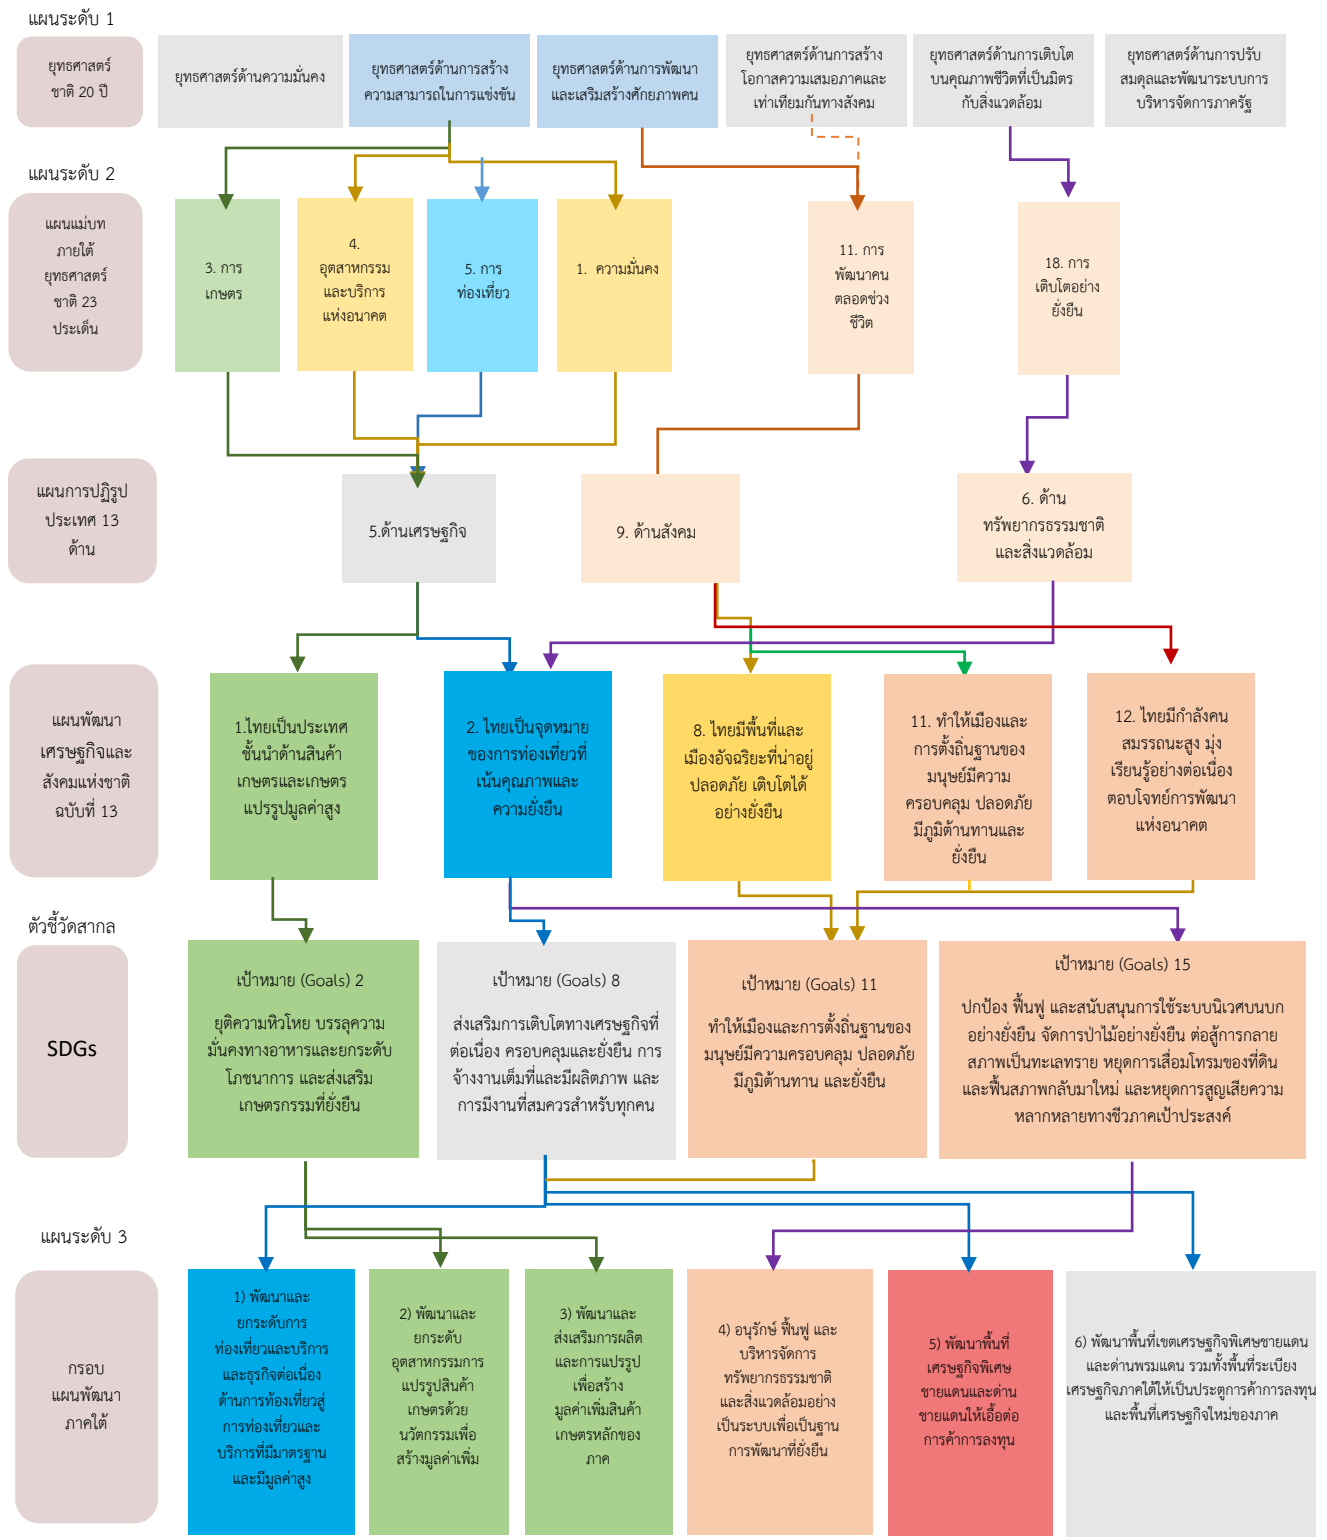 แผนระดับ 1
ยุทธศาสตร์
ชาติ 20 ปี
ยุทธศาสตร์ด้านความมั่นคง
ยุทธศาสตร์ด้านการสร้าง
ความสามารถในการแข่งขัน
ยุทธศาสตร์ด้านการพัฒนา
และเสริมสร้างศักยภาพคน
ยุทธศาสตร์ด้านการสร้าง
โอกาสความเสมอภาคและ
เท่าเทียมกันทางสังคม
ยุทธศาสตร์ด้านการเติบโต
บนคุณภาพชีวิตที่เป็นมิตร
กับสิ่งแวดล้อม
ยุทธศาสตร์ด้านการปรับ
สมดุลและพัฒนาระบบการ
บริหารจัดการภาครัฐ
แผนระดับ 2
แผนแม่บท
ภายใต้
ยุทธศาสตร์
ชาติ 23
ประเด็น
3. การ
เกษตร
4.
อุตสาหกรรม
และบริการ
แห่งอนาคต
5. การ
ท่องเที่ยว
1. ความมั่นคง
11. การ
พัฒนาคน
ตลอดช่วง
ชีวิต
18. การ
เติบโตอย่าง
ยั่งยืน
แผนการปฏิรูป
ประเทศ 13
ด้าน
5.ด้านเศรษฐกิจ
9. ด้านสังคม
6. ด้าน
ทรัพยากรธรรมชาติ
และสิ่งแวดล้อม
แผนพัฒนา
เศรษฐกิจและ
สังคมแห่งชาติ
ฉบับที่ 13
1.ไทยเป็นประเทศ
ชั้นนำด้านสินค้า
เกษตรและเกษตร
แปรรูปมูลค่าสูง
2. ไทยเป็นจุดหมาย
ของการท่องเที่ยวที่
เน้นคุณภาพและ
ความยั่งยืน
8. ไทยมีพื้นที่และ
เมืองอัจฉริยะที่น่าอยู่
ปลอดภัย เติบโตได้
อย่างยั่งยืน
11. ทำให้เมืองและ
การตั้งถิ่นฐานของ
มนุษย์มีความ
ครอบคลุม ปลอดภัย
มีภูมิต้านทานและ
ยั่งยืน
12. ไทยมีกำลังคน
สมรรถนะสูง มุ่ง
เรียนรู้อย่างต่อเนื่อง
ตอบโจทย์การพัฒนา
แห่งอนาคต
ตัวชี้วัดสากล
SDGs
เป้าหมาย (Goals) 2
ยุติความหิวโหย บรรลุความ
มั่นคงทางอาหารและยกระดับ
โภชนาการ และส่งเสริม
เกษตรกรรมที่ยั่งยืน
เป้าหมาย (Goals) 8
ส่งเสริมการเติบโตทางเศรษฐกิจที่
ต่อเนื่อง ครอบคลุมและยั่งยืน การ
จ้างงานเต็มที่และมีผลิตภาพ และ
การมีงานที่สมควรสำหรับทุกคน
เป้าหมาย (Goals) 11
ทำให้เมืองและการตั้งถิ่นฐานของ
มนุษย์มีความครอบคลุม ปลอดภัย
มีภูมิต้านทาน และยั่งยืน
เป้าหมาย (Goals) 15
ปกป้อง ฟื้นฟู และสนับสนุนการใช้ระบบนิเวศบนบก
อย่างยั่งยืน จัดการป่าไม้อย่างยั่งยืน ต่อสู้การกลาย
สภาพเป็นทะเลทราย หยุดการเสื่อมโทรมของที่ดิน
และฟื้นสภาพกลับมาใหม่ และหยุดการสูญเสียความ
หลากหลายทางชีวภาคเป้าประสงค์
แผนระดับ 3
กรอบ
แผนพัฒนา
ภาคใต้
1) พัฒนาและ
ยกระดับการ
ท่องเที่ยวและบริการ
และธุรกิจต่อเนื่อง
ด้านการท้องเที่ยวสู่
การท่องเที่ยวและ
บริการที่มีมาตรฐาน
และมีมูลค่าสูง
2) พัฒนาและ
ยกระดับ
อุตสาหกรรมการ
แปรรูปสินค้า
เกษตรด้วย
นวัตกรรมเพื่อ
สร้างมูลค่าเพิ่ม
3) พัฒนาและ
ส่งเสริมการผลิต
และการแปรรูป
เพื่อสร้าง
มูลค่าเพิ่มสินค้า
เกษตรหลักของ
ภาค
4) อนุรักษ์ ฟื้นฟู และ
บริหารจัดการ
ทรัพยากรธรรมชาติ
และสิ่งแวดล้อมอย่าง
เป็นระบบเพื่อเป็นฐาน
การพัฒนาที่ยั่งยืน
5) พัฒนาพื้นที่
เศรษฐกิจพิเศษ
ชายแดนและด่าน
ชายแดนให้เอื้อต่อ
การค้าการลงทุน
6) พัฒนาพื้นที่เขตเศรษฐกิจพิเศษชายแดน
และด่านพรมแดน รวมทั้งพื้นที่ระเบียง
เศรษฐกิจภาคใต้ให้เป็นประตูการค้าการลงทุน
และพื้นที่เศรษฐกิจใหม่ของภาค